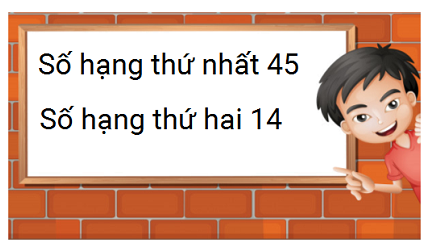 Số hạng thứ nhất 45
Số hạng thứ hai 14